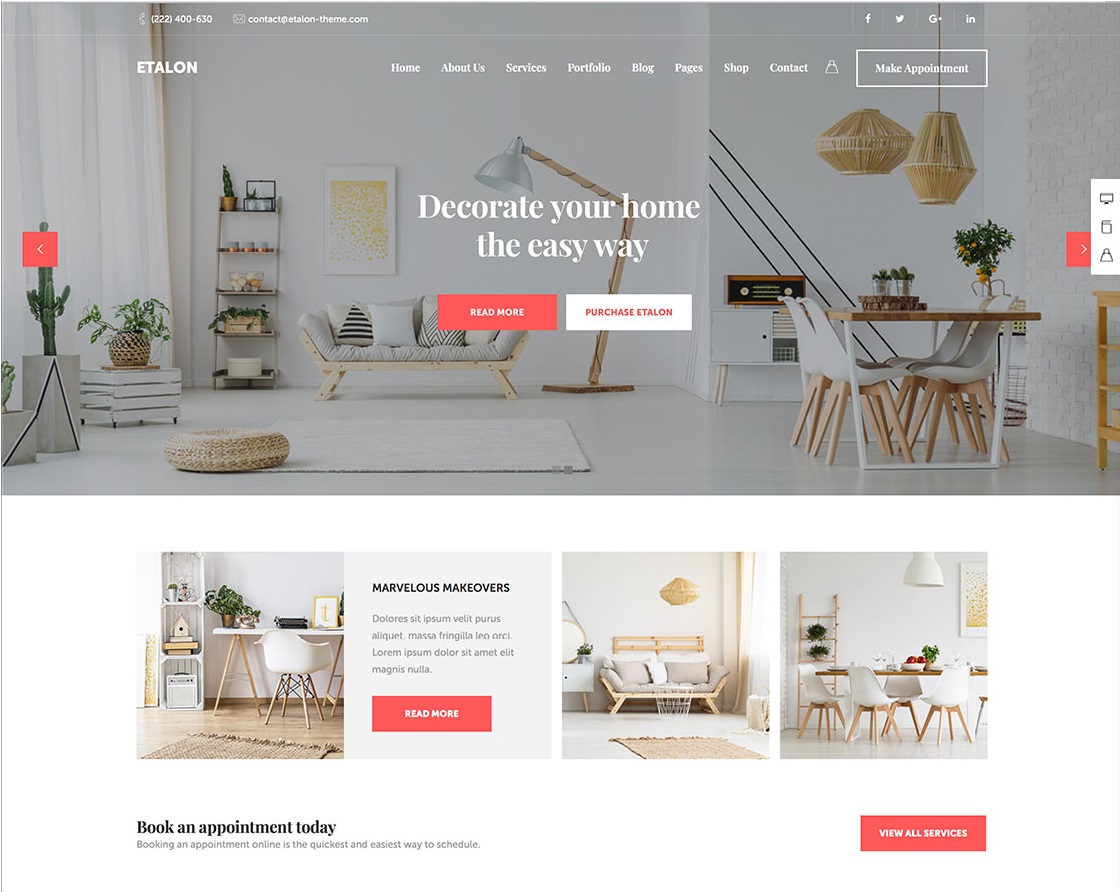 (222) 400-630 contact@etalon-theme.com
ETALON Home About Us Services Portfolio Blog Pages Shop Contact Make Appointment
Decorate your home
the easy way
READ MORE PURCHASE ETALON
MARVELOUS MAKEOVERS
Dolores sit ipsum velit purus
aliquet, massa fringilla leo orci.
Lorem ipsum dolor sit amet elit
magnis nulla.
READ MORE
Book an appointment today
Booking an appointment online is the quickest and easiest way to schedule.
VIEW ALL SERVICES